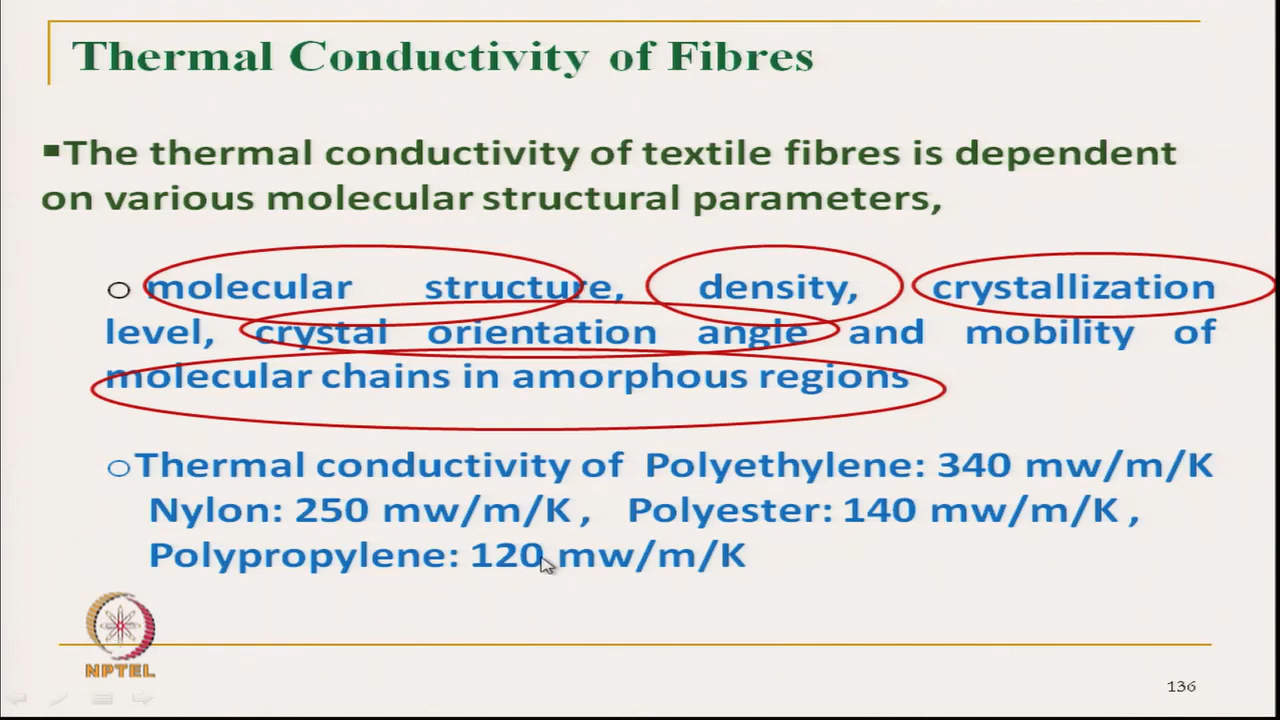 Thermal Conductivity of Fibres
▪The thermal conductivity of textile fibres is dependent
on various molecular structural parameters,
○ molecular structure, density, crystallization
level, crystal orientation angle and mobility of
molecular chains in amorphous regions
○Thermal conductivity of Polyethylene: 340 mw/m/K
Nylon: 250 mw/m/K , Polyester: 140 mw/m/K ,
Polypropylene: 120 mw/m/K
NPTEL
136